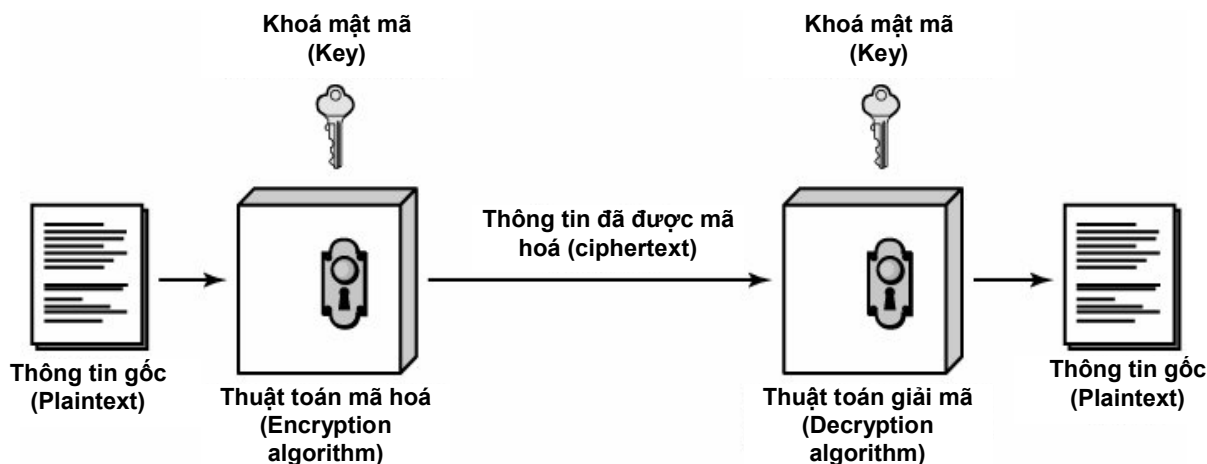 Khoá mật mã
(Key)
Khoá mật mã
(Key)
Thông tin đã được mã
hoá (ciphertext)
Thông tin gốc
(Plaintext)
Thuật toán mã hoá
(Encryption
algorithm)
Thuật toán giải mã
(Decryption
algorithm)
Thông tin gốc
(Plaintext)